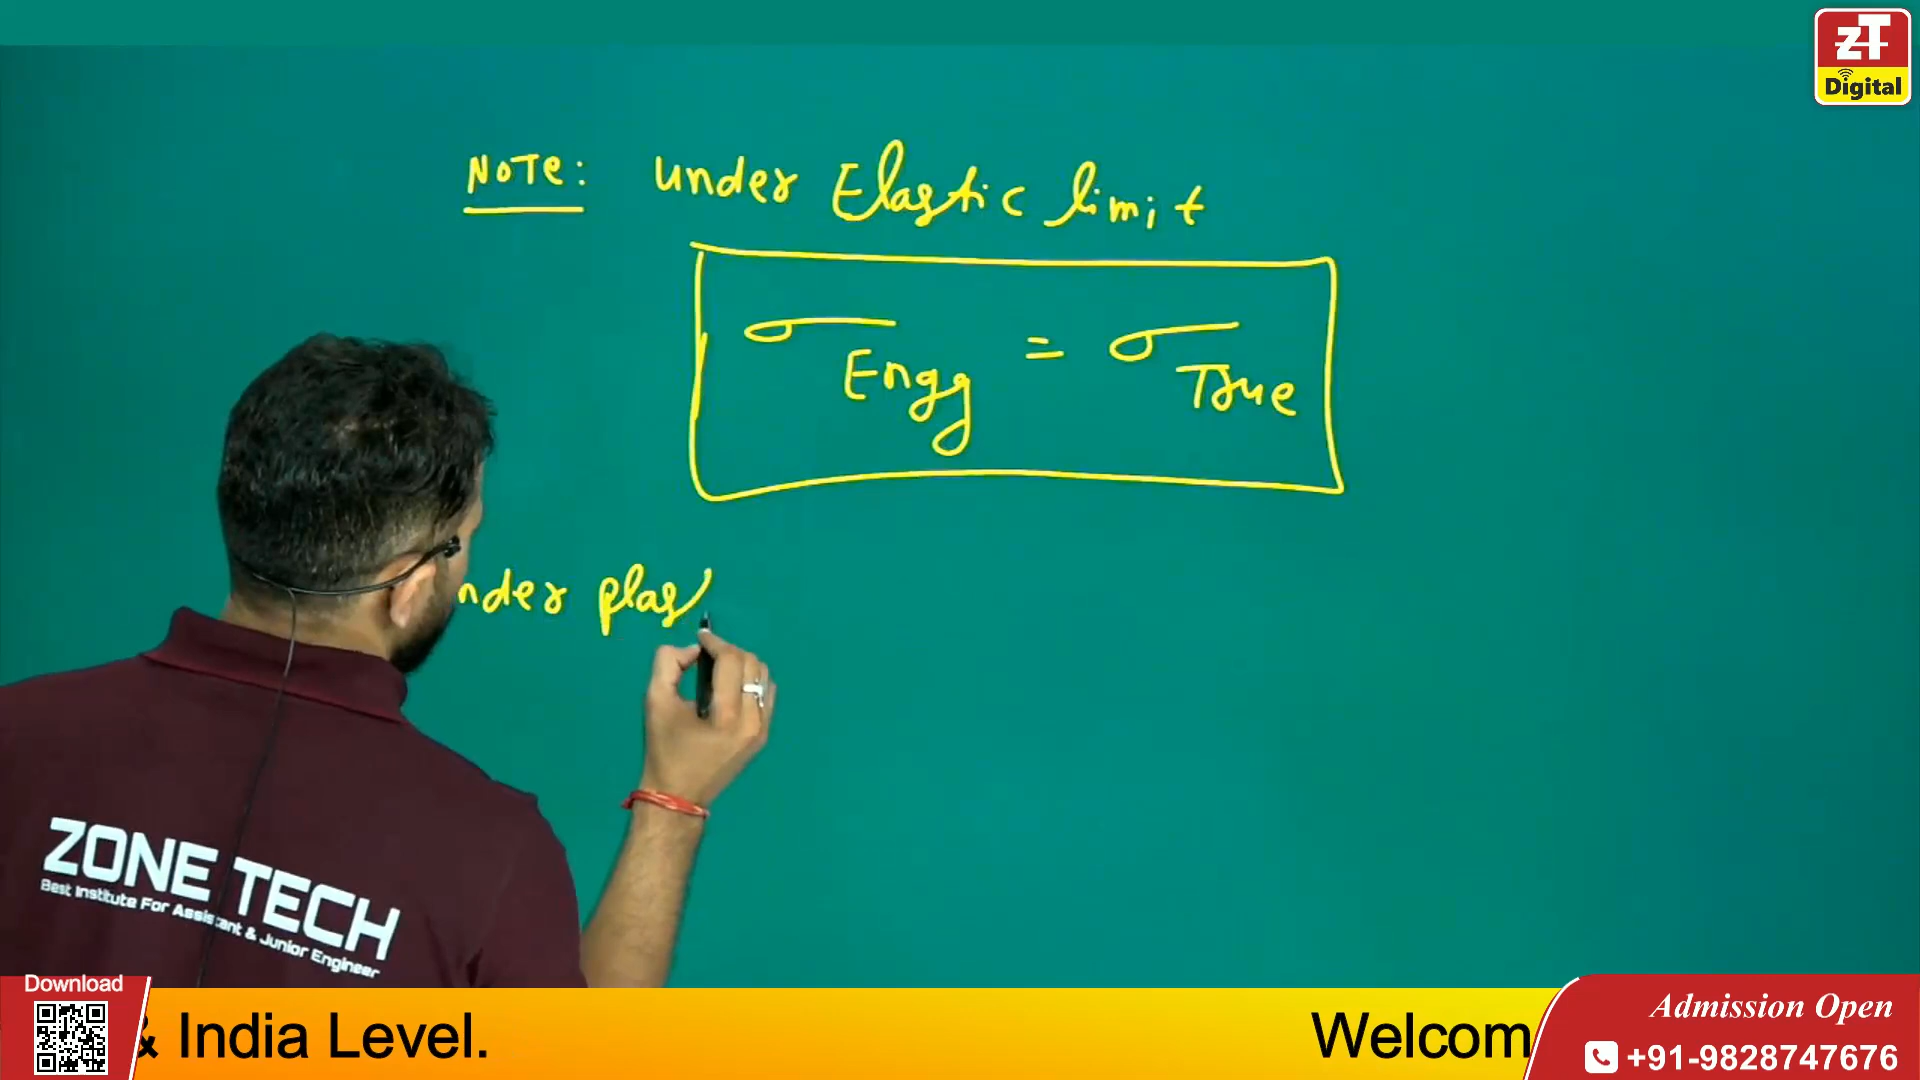 zT
Digital
NOTe: under Elastic limit
σ Engg = σ True
nder plas
ZONE TECH
Best Institute For Assistant & Junior Engineer
Download
& India Level.
Welcom
Admission Open
+91-9828747676